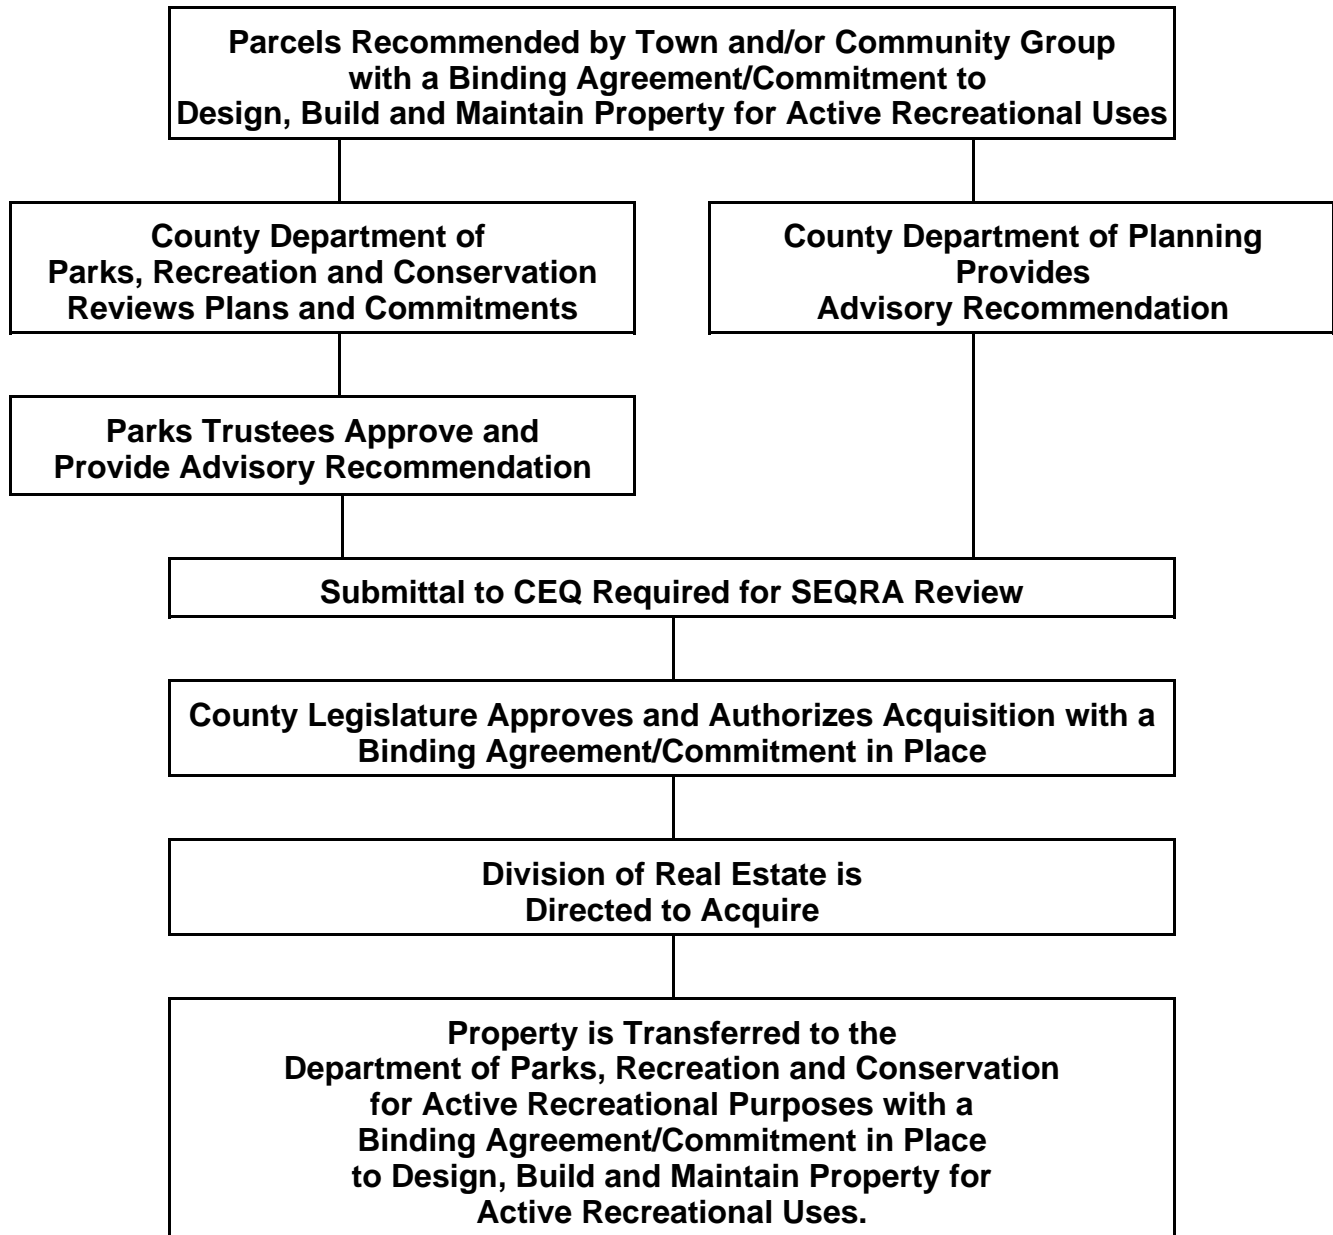 Parcels Recommended by Town and/or Community Group
with a Binding Agreement/Commitment to
Design, Build and Maintain Property for Active Recreational Uses
County Department of
Parks, Recreation and Conservation
Reviews Plans and Commitments
County Department of Planning
Provides
Advisory Recommendation
Parks Trustees Approve and
Provide Advisory Recommendation
Submittal to CEQ Required for SEQRA Review
County Legislature Approves and Authorizes Acquisition with a
Binding Agreement/Commitment in Place
Division of Real Estate is
Directed to Acquire
Property is Transferred to the
Department of Parks, Recreation and Conservation
for Active Recreational Purposes with a
Binding Agreement/Commitment in Place
to Design, Build and Maintain Property for
Active Recreational Uses.